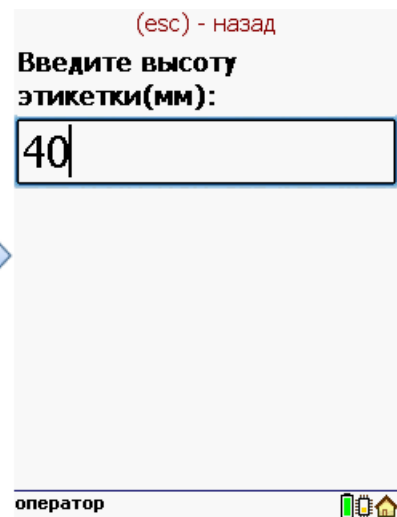 (esc) - назад
Введите высоту
этикетки(мм):
40
оператор